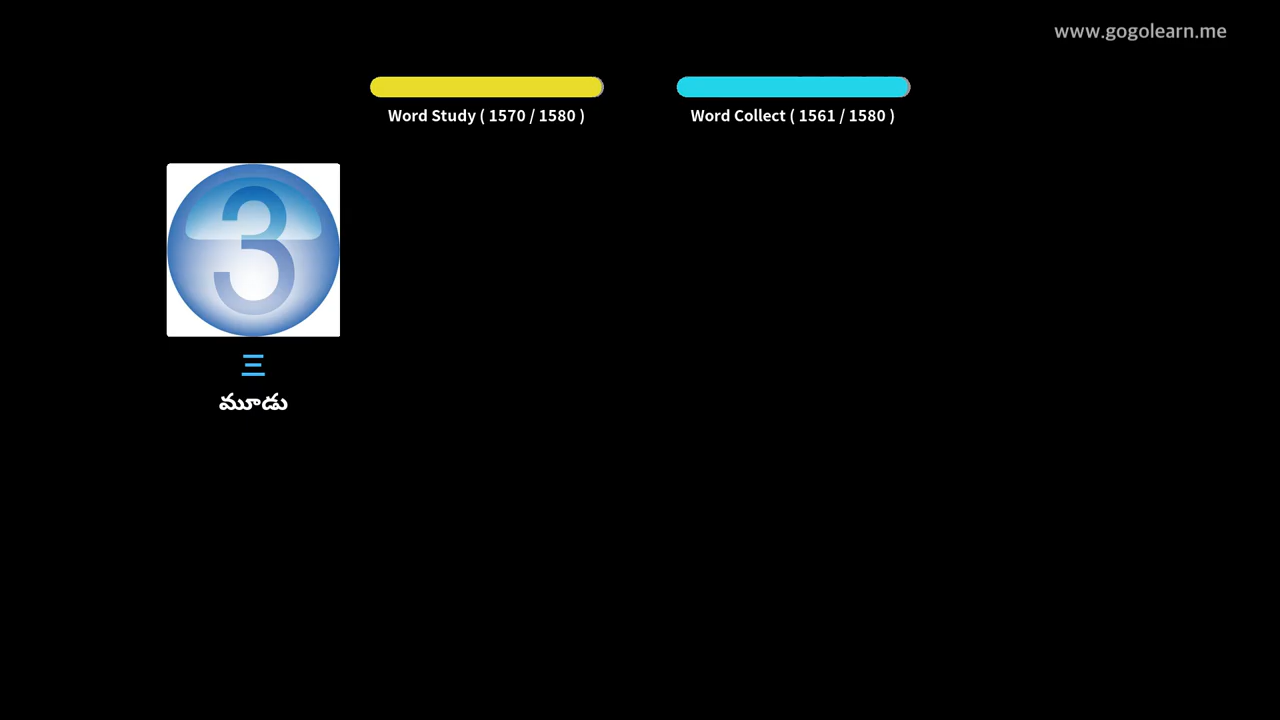 www.gogolearn.me
Word Study ( 1570 / 1580 )
Word Collect ( 1561 / 1580 )
3
三
మూడు